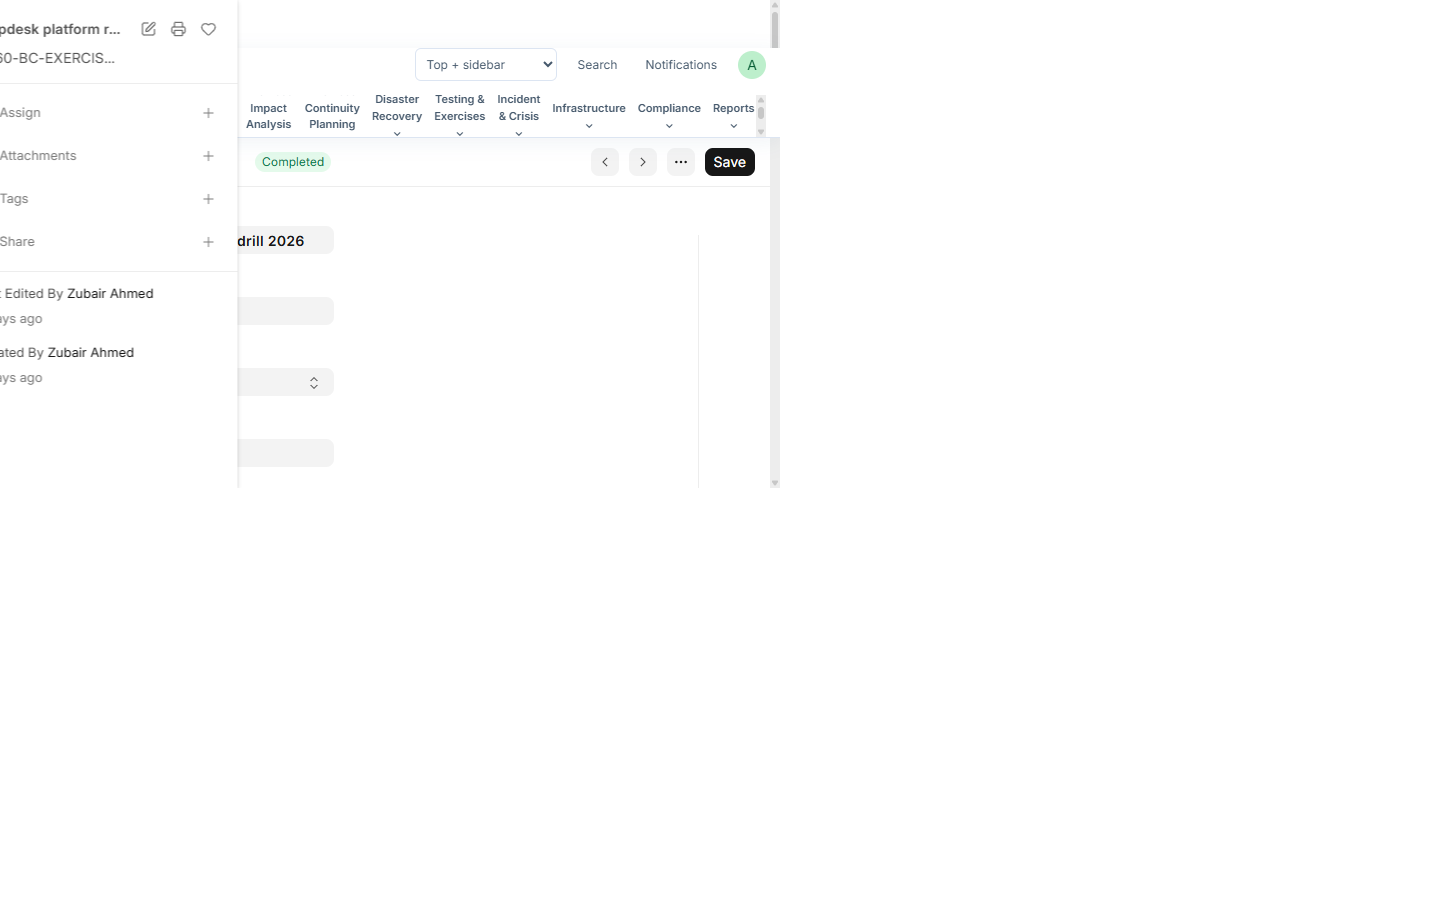 pdesk platform r...
60-BC-EXERCIS...
Assign
Attachments
Tags
Share
t Edited By Zubair Ahmed
ays ago
ated By Zubair Ahmed
ays ago
Top + sidebar
Search
Notifications
A
Impact Analysis
Continuity Planning
Disaster Recovery
Testing & Exercises
Incident & Crisis
Infrastructure
Compliance
Reports
Completed
Save
drill 2026